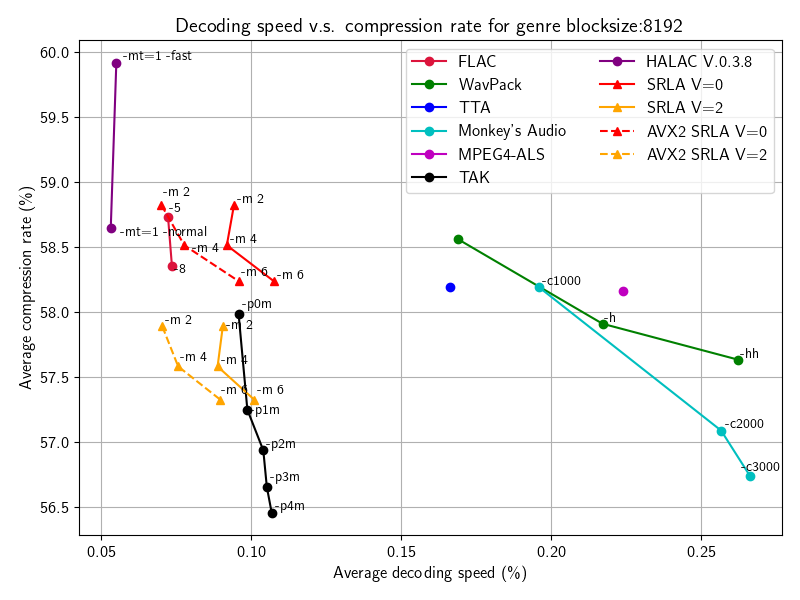 Decoding speed v.s. compression rate for genre blocksize:8192
60.0
59.5
59.0
58.5
58.0
57.5
57.0
56.5
Average compression rate (%)
FLAC
WavPack
TTA
Monkey's Audio
MPEG4-ALS
TAK
HALAC V.0.3.8
SRLA V=0
SRLA V=2
AVX2 SRLA V=0
AVX2 SRLA V=2
-mt=1 -fast
-m 2
-m 2
-5
-mt=1 -normal
-m 4
-m 4
-8
-m 6
-m 6
-c1000
-p0m
-h
-m 2
-m 2
-m 4
-m 4
-hh
-m 6
-m 6
-p1m
-c2000
-p2m
-c3000
-p3m
-p4m
0.05
0.10
0.15
0.20
0.25
Average decoding speed (%)